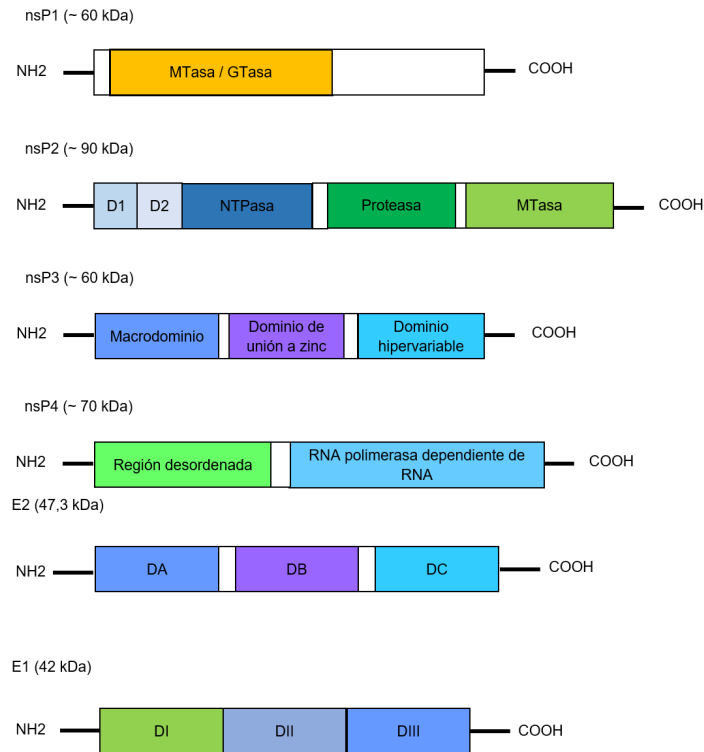 nsP1 (~ 60 kDa)
NH2 MTasa / GTasa COOH
nsP2 (~ 90 kDa)
NH2 D1 D2 NTPasa Proteasa MTasa COOH
nsP3 (~ 60 kDa)
NH2 Macrodominio Dominio de unión a zinc Dominio hipervariable COOH
nsP4 (~ 70 kDa)
NH2 Región desordenada RNA polimerasa dependiente de RNA COOH
E2 (47,3 kDa)
NH2 DA DB DC COOH
E1 (42 kDa)
NH2 DI DII DIII COOH